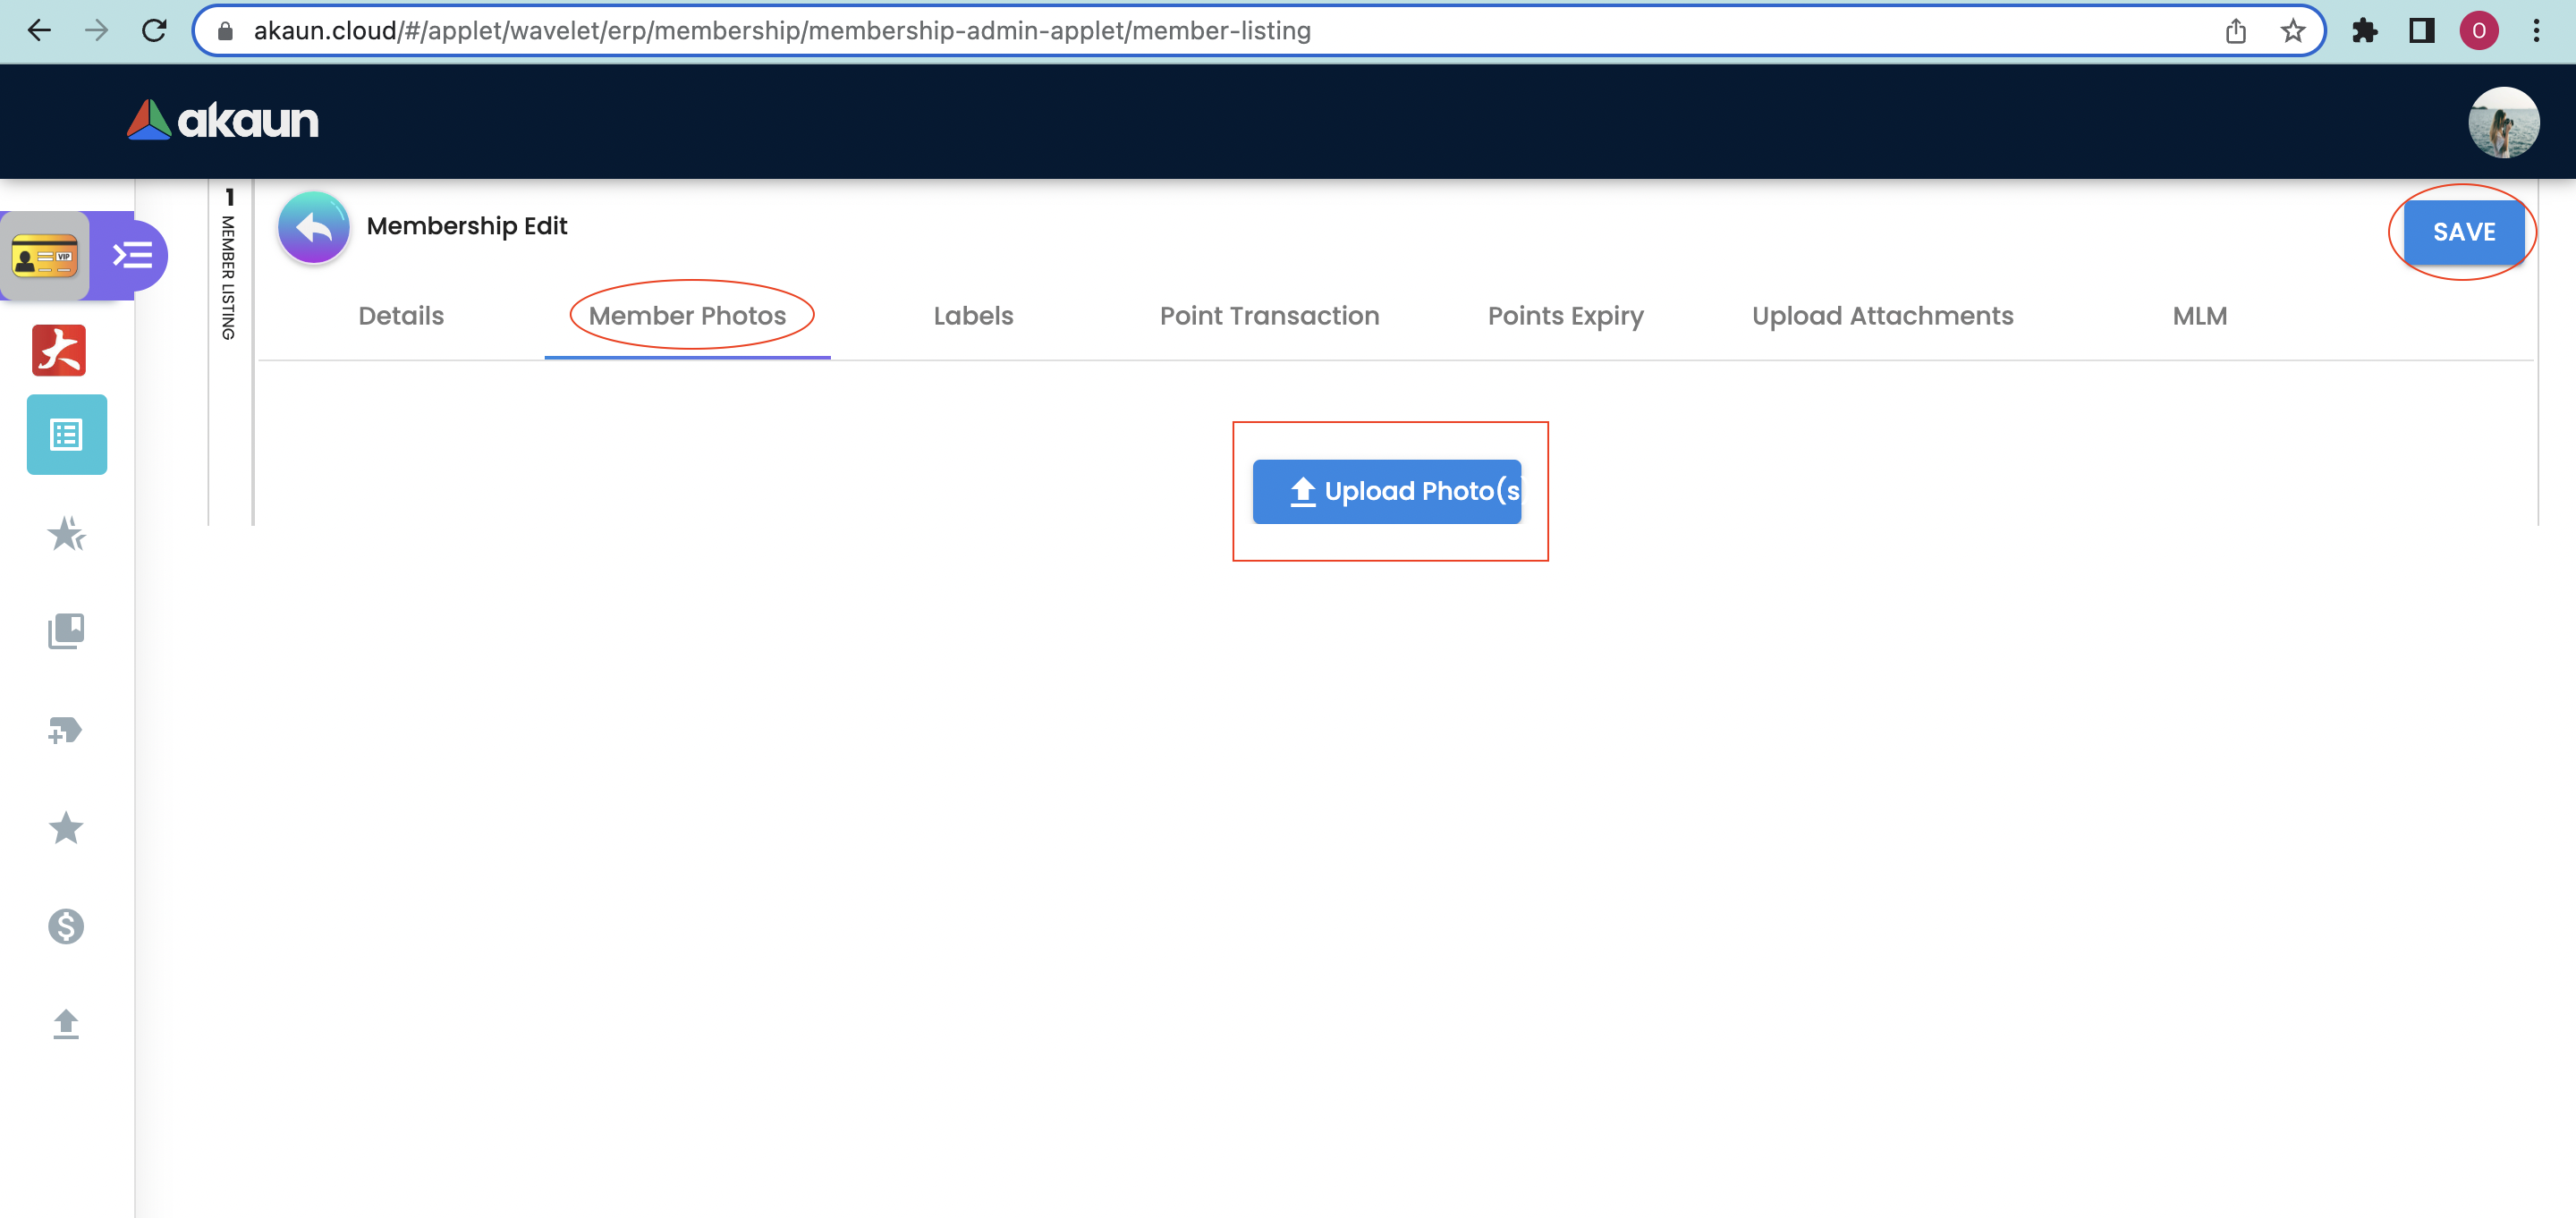 akaun.cloud/#/applet/wavelet/erp/membership/membership-admin-applet/member-listing
O
akaun
1
MEMBER LISTING
VIP
Membership Edit
SAVE
Details
Member Photos
Labels
Point Transaction
Points Expiry
Upload Attachments
MLM
Upload Photo(s